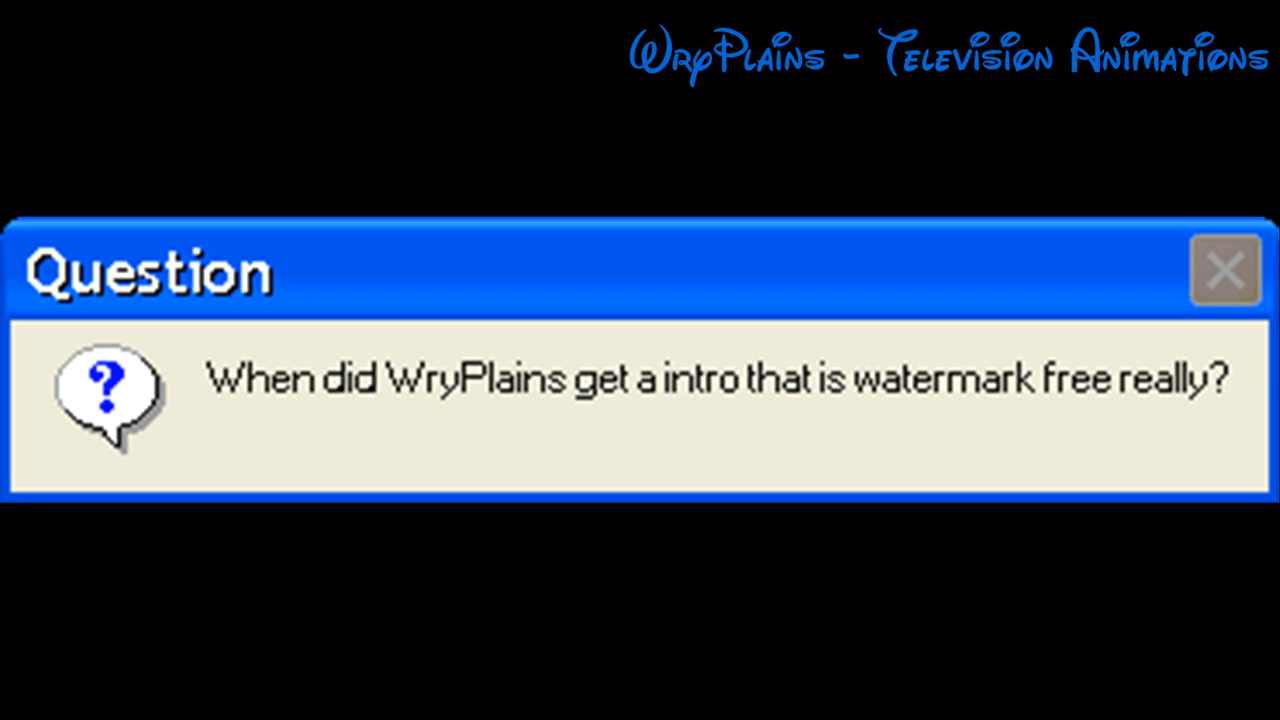 WryPlains - Television Animations
Question
When did WryPlains get a intro that is watermark free really?